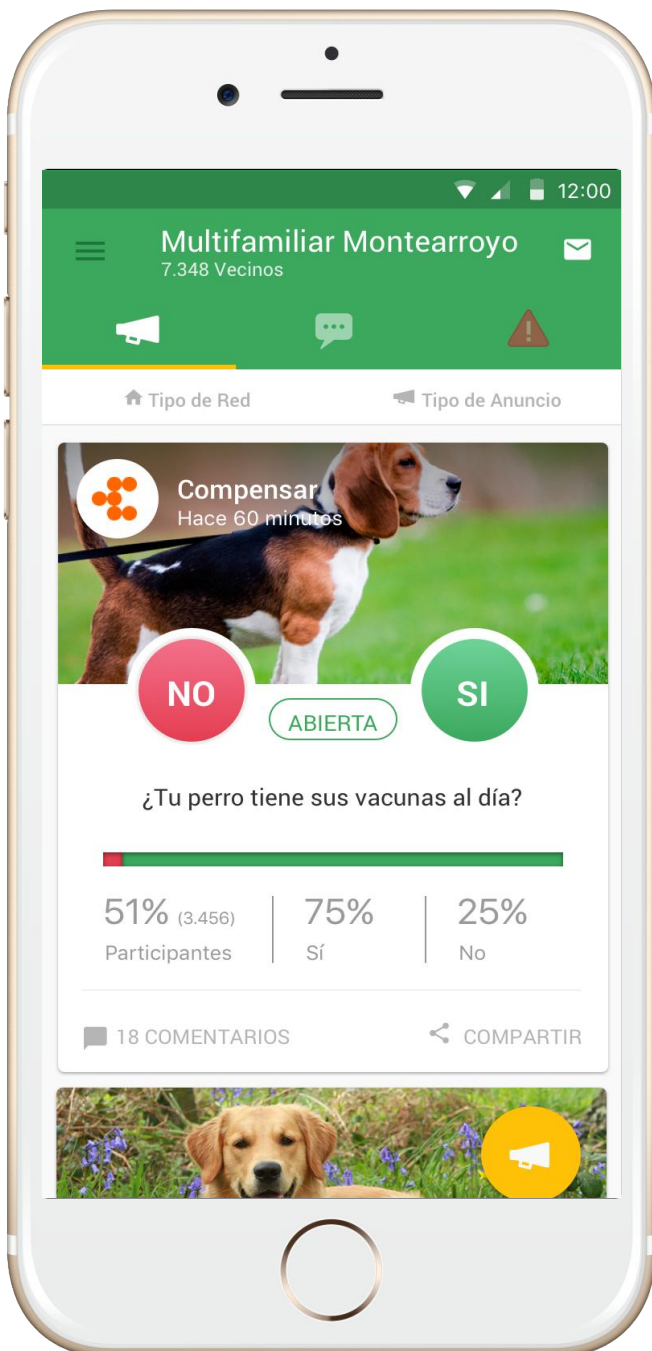 12:00
Multifamiliar Montearroyo
7.348 Vecinos
Tipo de Red
Tipo de Anuncio
Compensar
Hace 60 minutos
NO
SI
ABIERTA
¿Tu perro tiene sus vacunas al día?
51% (3.456)
75%
25%
Participantes
Sí
No
18 COMENTARIOS
COMPARTIR